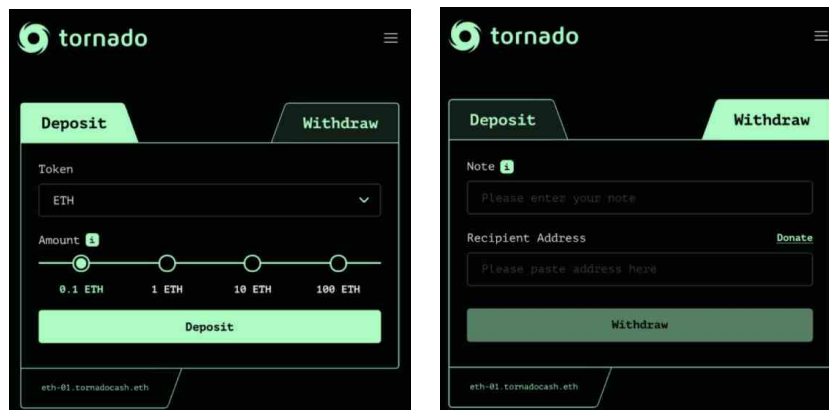 tornado
Deposit
Withdraw
Token
ETH
Amount i
0.1 ETH 1 ETH 10 ETH 100 ETH
Deposit
eth-01.tornadocash.eth
tornado
Deposit
Withdraw
Note i
Please enter your note
Recipient Address
Donate
Please paste address here
Withdraw
eth-01.tornadocash.eth